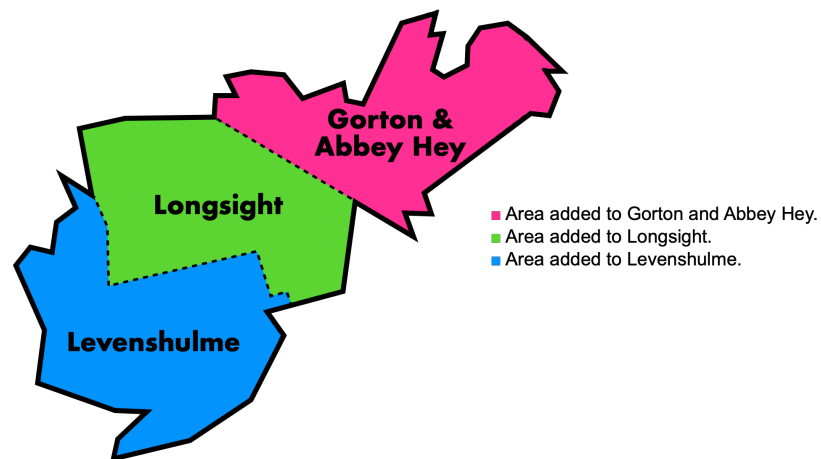 Gorton &
Abbey Hey
Longsight
Levenshulme
Area added to Gorton and Abbey Hey.
Area added to Longsight.
Area added to Levenshulme.